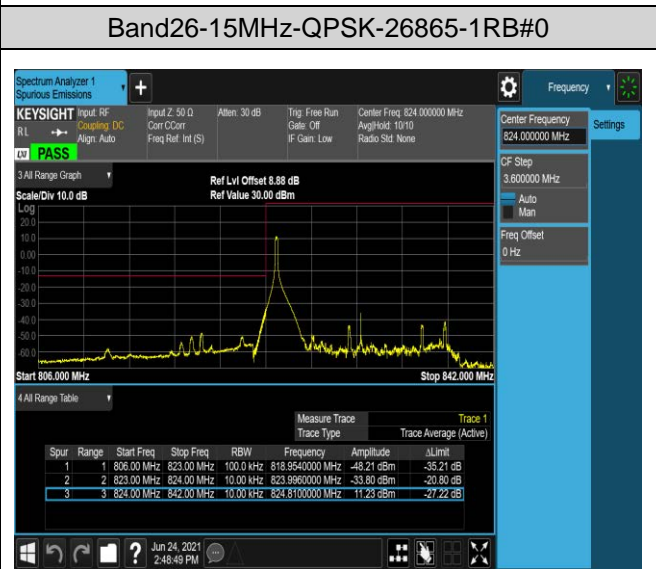 Band26-15MHz-QPSK-26865-1RB#0
Spectrum Analyzer 1
Spurious Emissions
Frequency
KEYSIGHT
RL
LXI
PASS
Input: RF
Coupling: DC
Align: Auto
Input Z: 50 Ω
Corr CCorr
Freq Ref: Int (S)
Atten: 30 dB
Trig: Free Run
Gate: Off
IF Gain: Low
Center Freq: 824.000000 MHz
Avg|Hold: 10/10
Radio Std: None
Center Frequency
824.000000 MHz
Settings
CF Step
3.600000 MHz
Auto
Man
Freq Offset
0 Hz
3 All Range Graph
Ref Lvl Offset 8.88 dB
Scale/Div 10.0 dB
Ref Value 30.00 dBm
Log
20.0
10.0
0.00
-10.0
-20.0
-30.0
-40.0
-50.0
-60.0
Start 806.000 MHz
Stop 842.000 MHz
4 All Range Table
Measure Trace Trace 1
Trace Type Trace Average (Active)
Spur Range Start Freq Stop Freq RBW Frequency Amplitude ΔLimit
1 1 806.00 MHz 823.00 MHz 100.0 kHz 818.9540000 MHz -48.21 dBm -35.21 dB
2 2 823.00 MHz 824.00 MHz 10.00 kHz 823.9960000 MHz -33.80 dBm -20.80 dB
3 3 824.00 MHz 842.00 MHz 10.00 kHz 824.8100000 MHz 11.23 dBm -27.22 dB
Jun 24, 2021
2:48:49 PM